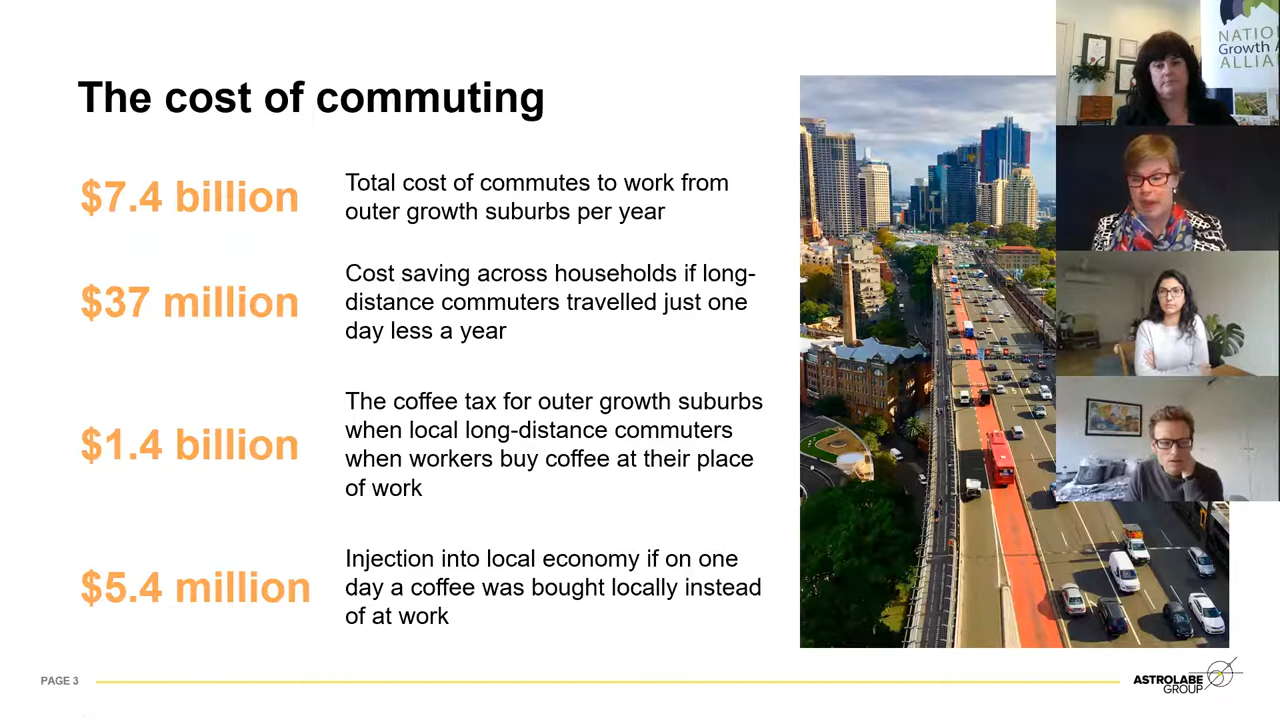 The cost of commuting
$7.4 billion
Total cost of commutes to work from
outer growth suburbs per year
$37 million
Cost saving across households if long-
distance commuters travelled just one
day less a year
$1.4 billion
The coffee tax for outer growth suburbs
when local long-distance commuters
when workers buy coffee at their place
of work
$5.4 million
Injection into local economy if on one
day a coffee was bought locally instead
of at work
PAGE 3
ASTROLABE
GROUP
NATIO
Growth A
ALLIA